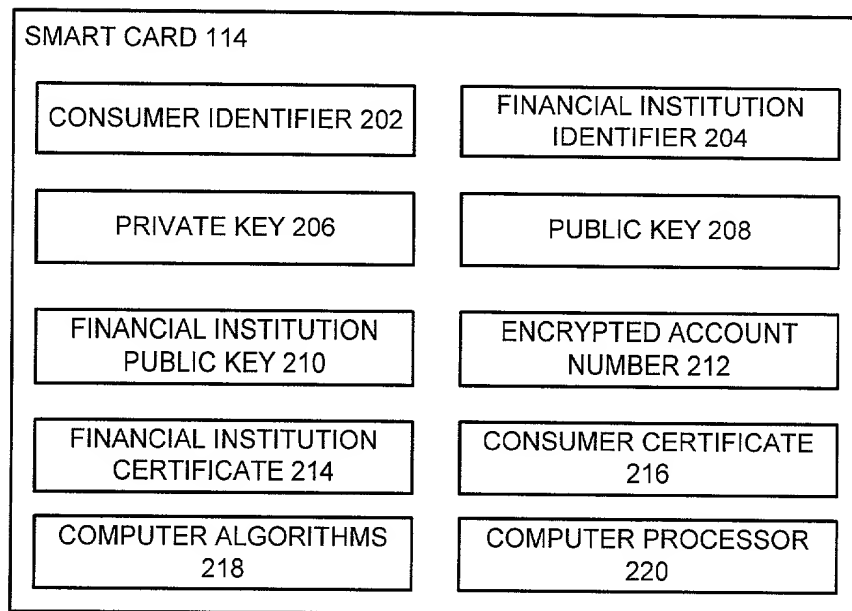 SMART CARD 114
CONSUMER IDENTIFIER 202
FINANCIAL INSTITUTION
IDENTIFIER 204
PRIVATE KEY 206
PUBLIC KEY 208
FINANCIAL INSTITUTION
PUBLIC KEY 210
ENCRYPTED ACCOUNT
NUMBER 212
FINANCIAL INSTITUTION
CERTIFICATE 214
CONSUMER CERTIFICATE
216
COMPUTER ALGORITHMS
218
COMPUTER PROCESSOR
220